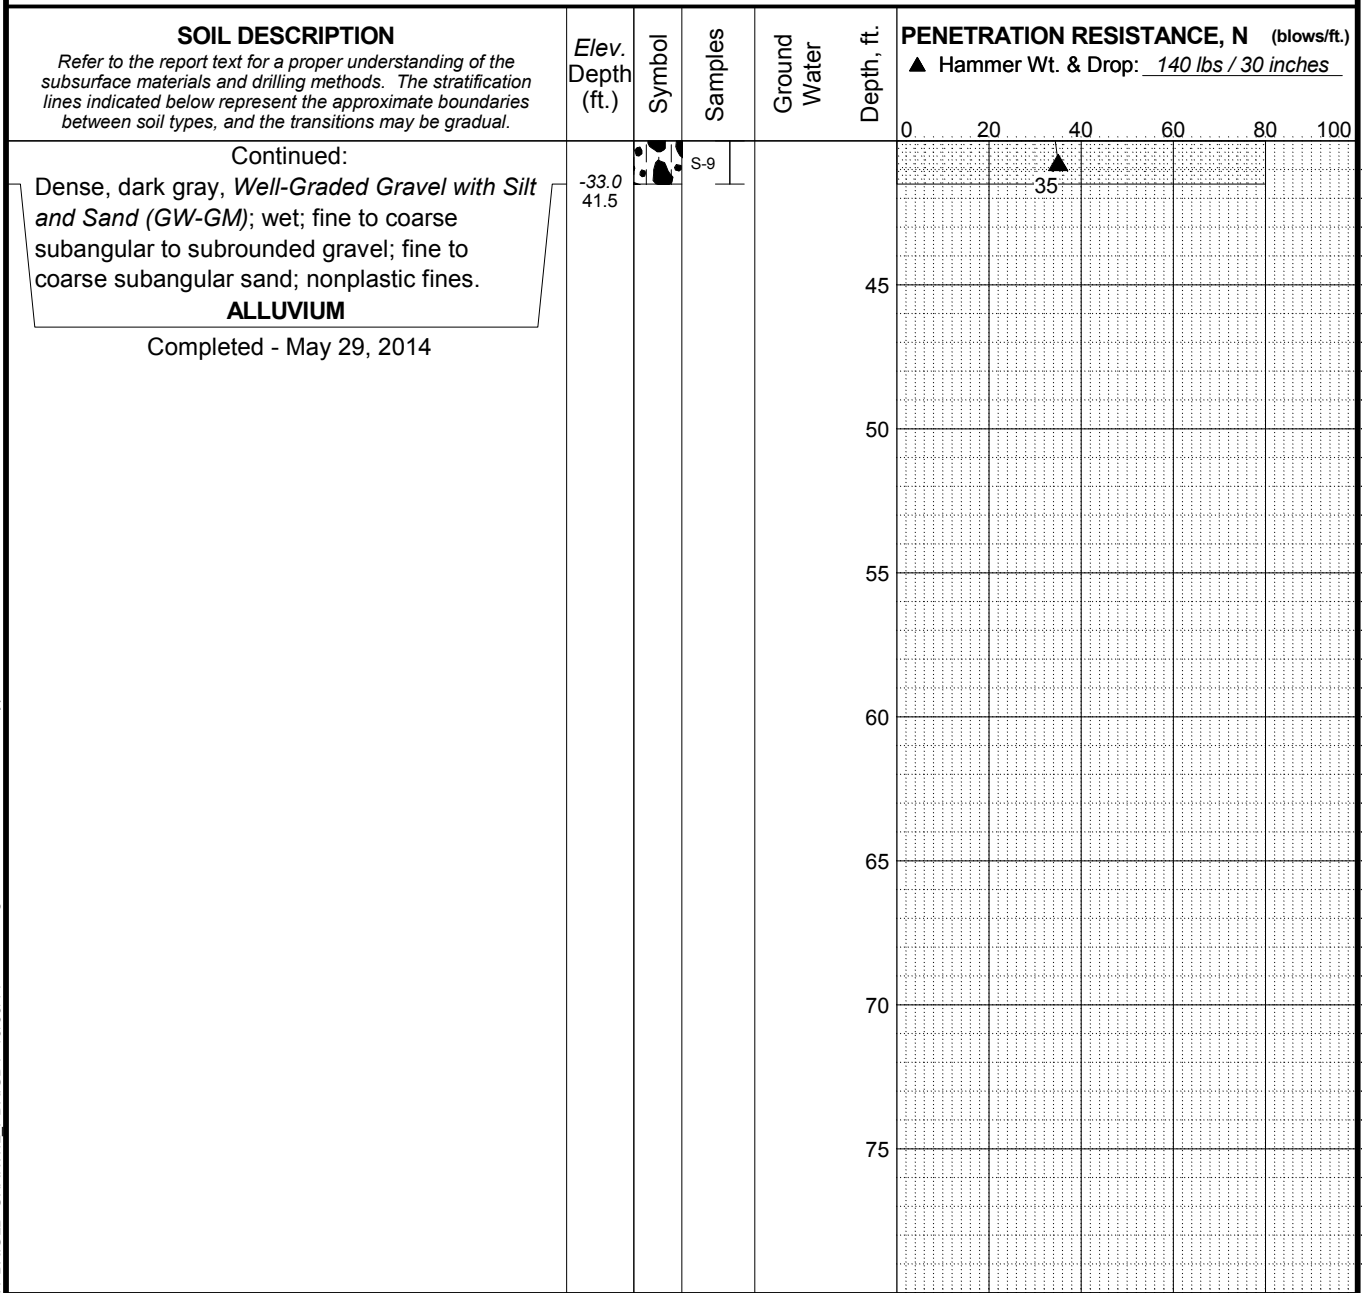 SOIL DESCRIPTION
Refer to the report text for a proper understanding of the
subsurface materials and drilling methods. The stratification
lines indicated below represent the approximate boundaries
between soil types, and the transitions may be gradual.
Elev.
Depth
(ft.)
Symbol
Samples
Ground
Water
Depth, ft.
PENETRATION RESISTANCE, N (blows/ft.)
▲ Hammer Wt. & Drop: 140 lbs / 30 inches
0 20 40 60 80 100
Continued:
Dense, dark gray, Well-Graded Gravel with Silt
and Sand (GW-GM); wet; fine to coarse
subangular to subrounded gravel; fine to
coarse subangular sand; nonplastic fines.
ALLUVIUM
Completed - May 29, 2014
-33.0
41.5
S-9
35
45
50
55
60
65
70
75